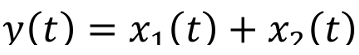 y(t) = x₁(t) + x₂(t)